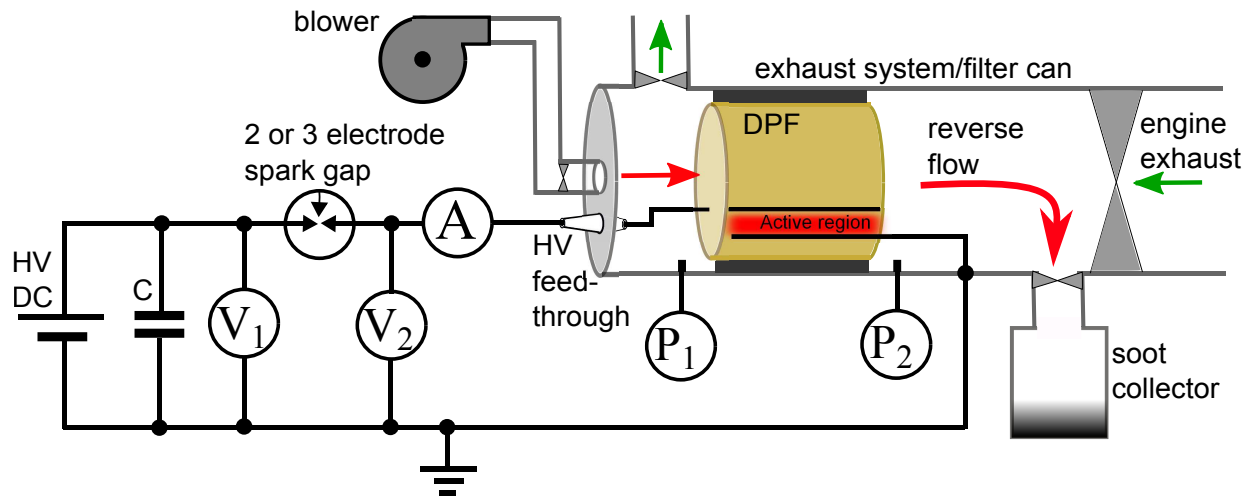 blower
exhaust system/filter can
DPF
reverse
flow
engine
exhaust
2 or 3 electrode
spark gap
Active region
A
HV
DC
C
V1
V2
HV
feed-
through
P1
P2
soot
collector